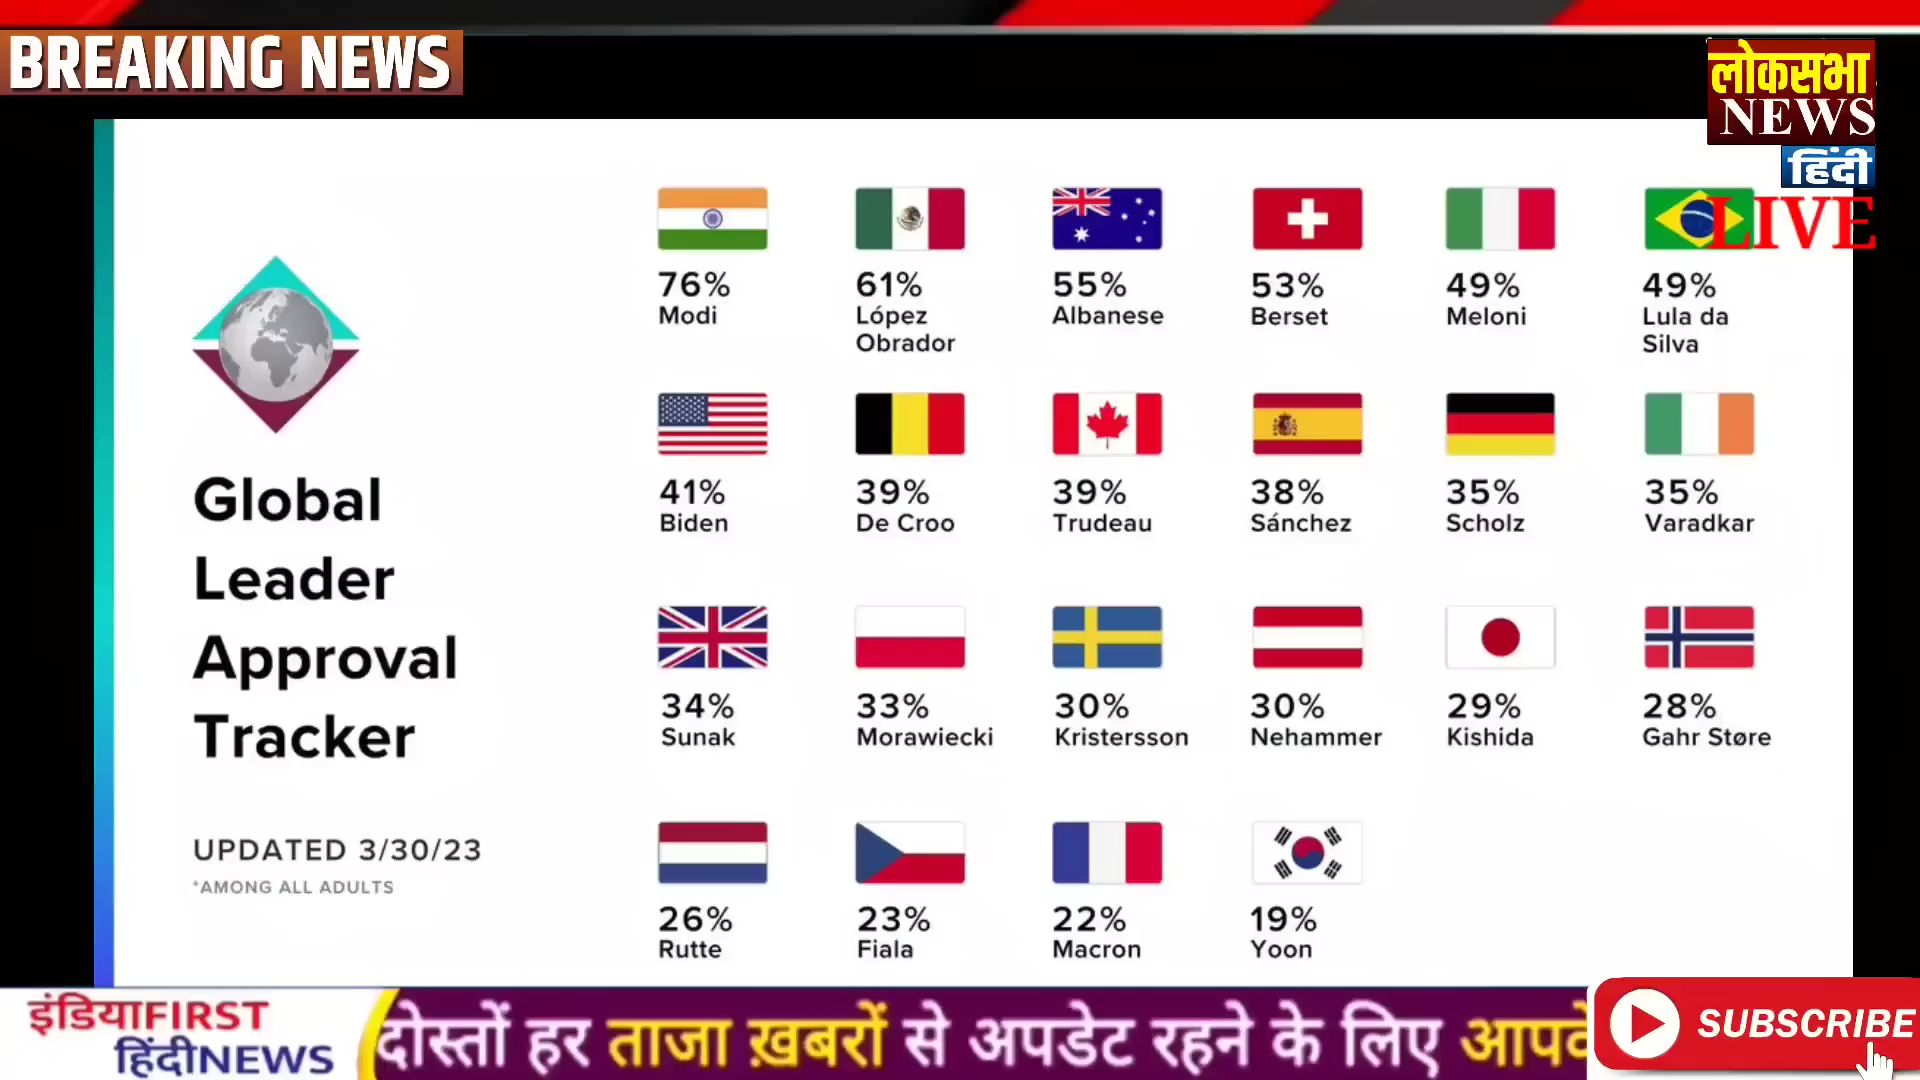 BREAKING NEWS
लोकसभा
NEWS
हिंदी
LIVE
76%
Modi
61%
López
Obrador
55%
Albanese
53%
Berset
49%
Meloni
49%
Lula da
Silva
41%
Biden
39%
De Croo
39%
Trudeau
38%
Sánchez
35%
Scholz
35%
Varadkar
Global
Leader
Approval
Tracker
34%
Sunak
33%
Morawiecki
30%
Kristersson
30%
Nehammer
29%
Kishida
28%
Gahr Støre
UPDATED 3/30/23
*AMONG ALL ADULTS
26%
Rutte
23%
Fiala
22%
Macron
19%
Yoon
इंडियाFIRST
हिंदीNEWS
दोस्तों हर ताजा ख़बरों से अपडेट रहने के लिए
SUBSCRIBE